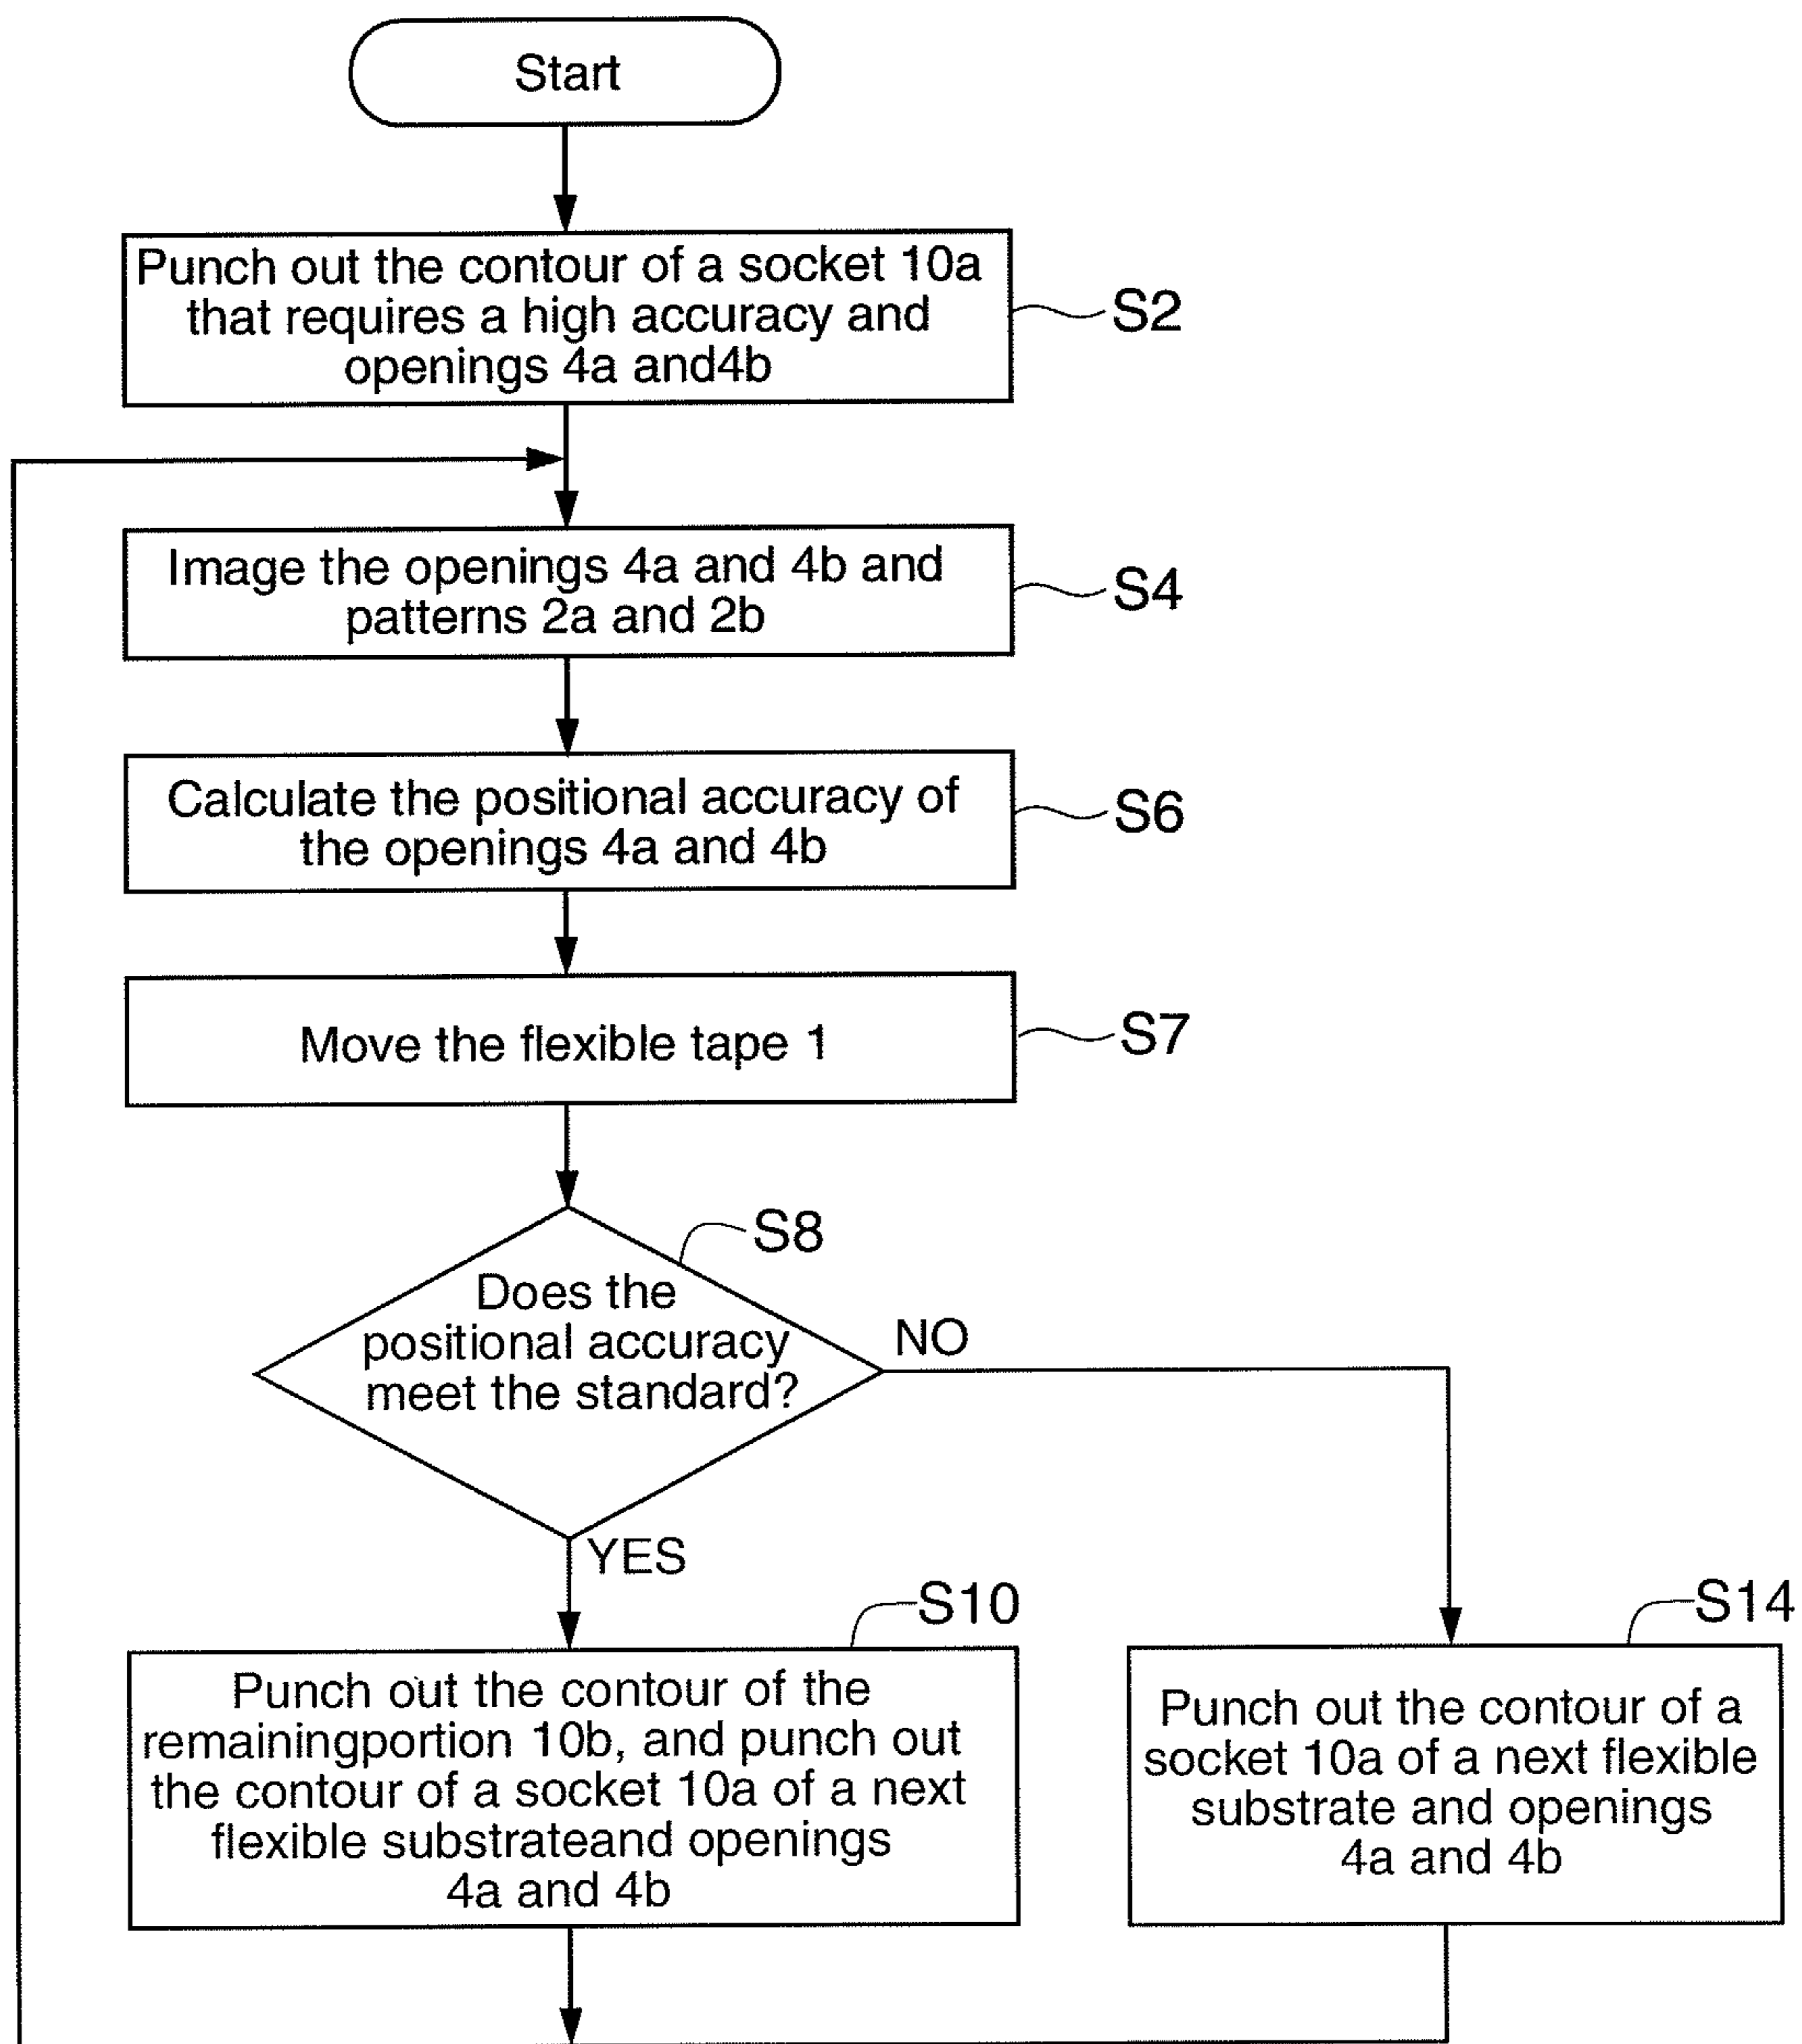 Start
Punch out the contour of a socket 10a
that requires a high accuracy and
openings 4a and4b
S2
Image the openings 4a and 4b and
patterns 2a and 2b
S4
Calculate the positional accuracy of
the openings 4a and 4b
S6
Move the flexible tape 1
S7
S8
Does the
positional accuracy
meet the standard?
NO
YES
S10
Punch out the contour of the
remainingportion 10b, and punch out
the contour of a socket 10a of a next
flexible substrateand openings
4a and 4b
S14
Punch out the contour of a
socket 10a of a next flexible
substrate and openings
4a and 4b